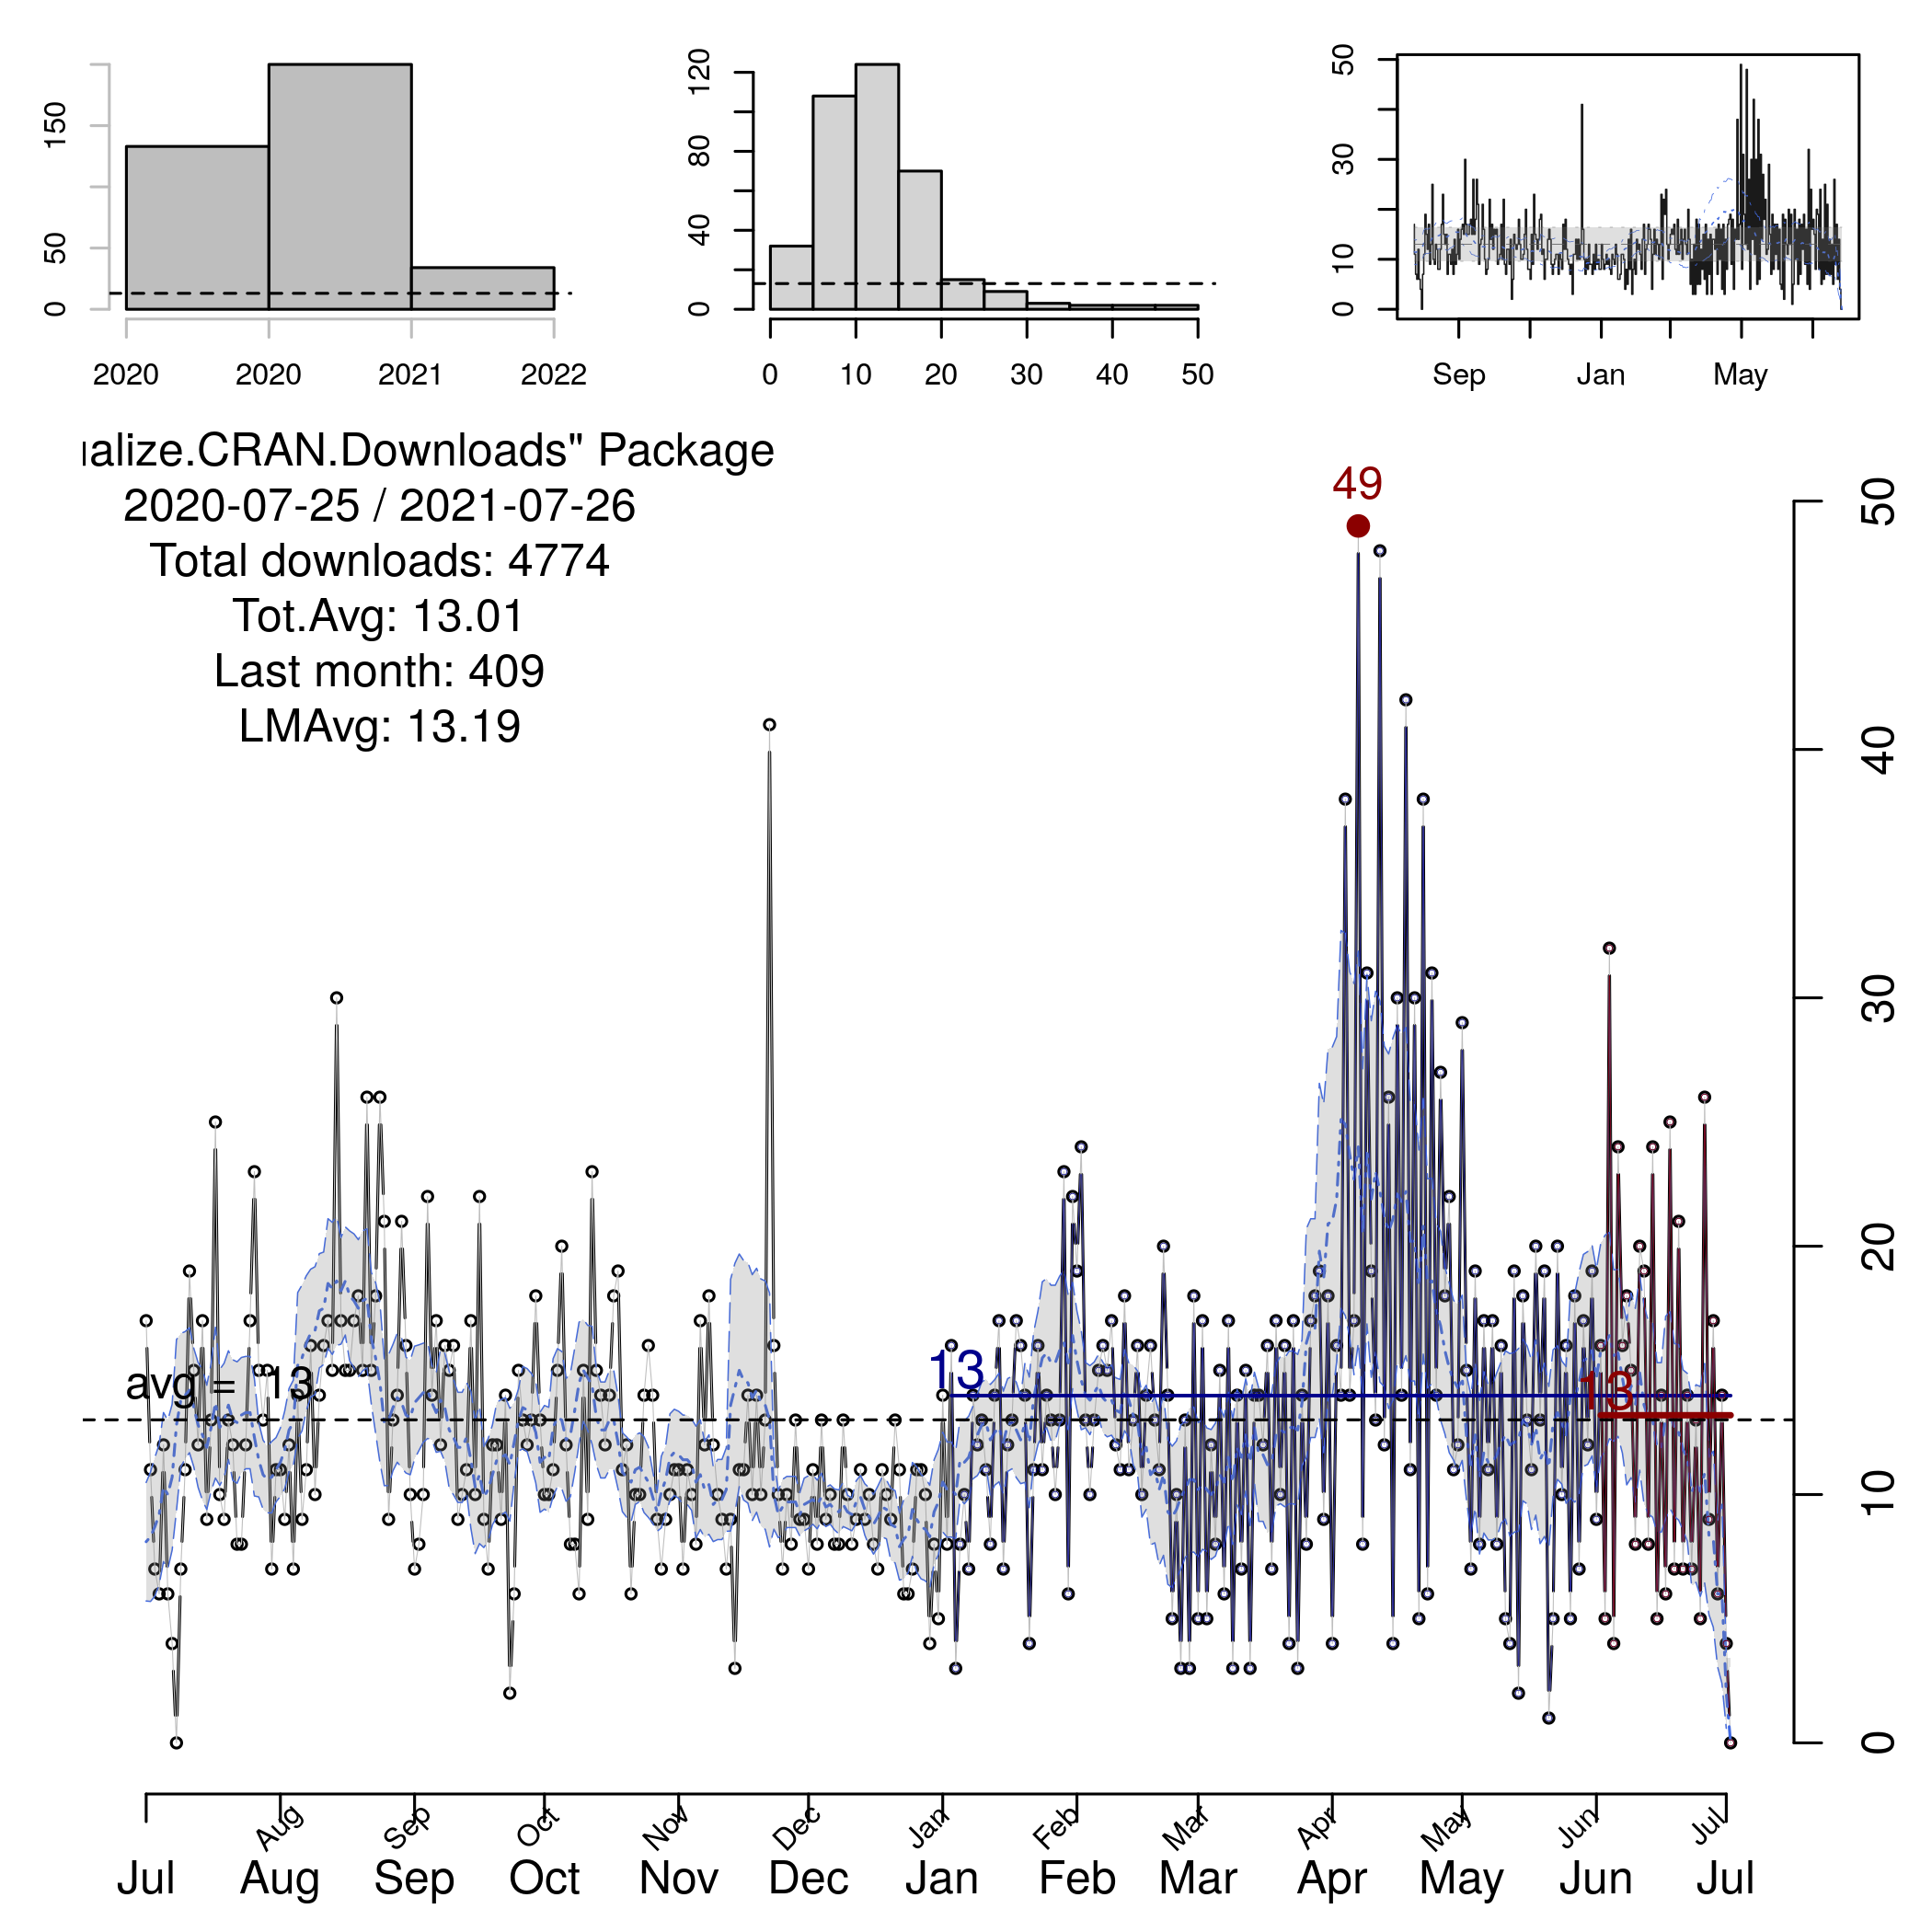 150
50
0
2020 2020 2021 2022
120
80
40
0
0 10 20 30 40 50
50
30
10
0
Sep Jan May
alize.CRAN.Downloads" Package
2020-07-25 / 2021-07-26
Total downloads: 4774
Tot.Avg: 13.01
Last month: 409
LMAvg: 13.19
49
avg = 13
13
13
50
40
30
20
10
0
Aug Sep Oct Nov Dec Jan Feb Mar Apr May Jun Jul
Jul Aug Sep Oct Nov Dec Jan Feb Mar Apr May Jun Jul